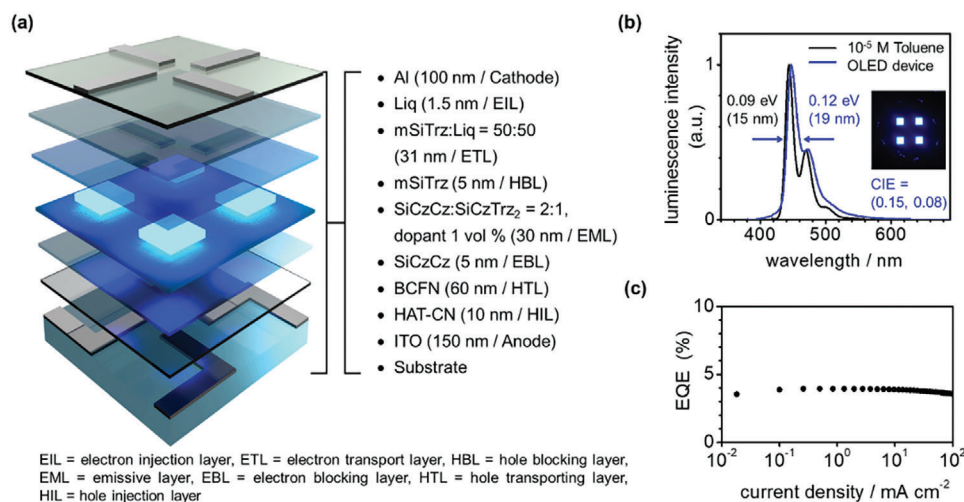 (a)
• Al (100 nm / Cathode)
• Liq (1.5 nm / EIL)
• mSiTrz:Liq = 50:50
(31 nm / ETL)
• mSiTrz (5 nm / HBL)
• SiCzCz:SiCzTrz₂ = 2:1,
dopant 1 vol % (30 nm / EML)
• SiCzCz (5 nm / EBL)
• BCFN (60 nm / HTL)
• HAT-CN (10 nm / HIL)
• ITO (150 nm / Anode)
• Substrate
EIL = electron injection layer, ETL = electron transport layer, HBL = hole blocking layer,
EML = emissive layer, EBL = electron blocking layer, HTL = hole transporting layer,
HIL = hole injection layer
(b)
luminescence intensity
(a.u.)
1
0
10⁻⁵ M Toluene
OLED device
0.09 eV
(15 nm)
0.12 eV
(19 nm)
CIE =
(0.15, 0.08)
400 500 600
wavelength / nm
(c)
EQE (%)
10
5
0
10⁻² 10⁻¹ 10⁰ 10¹ 10²
current density / mA cm⁻²